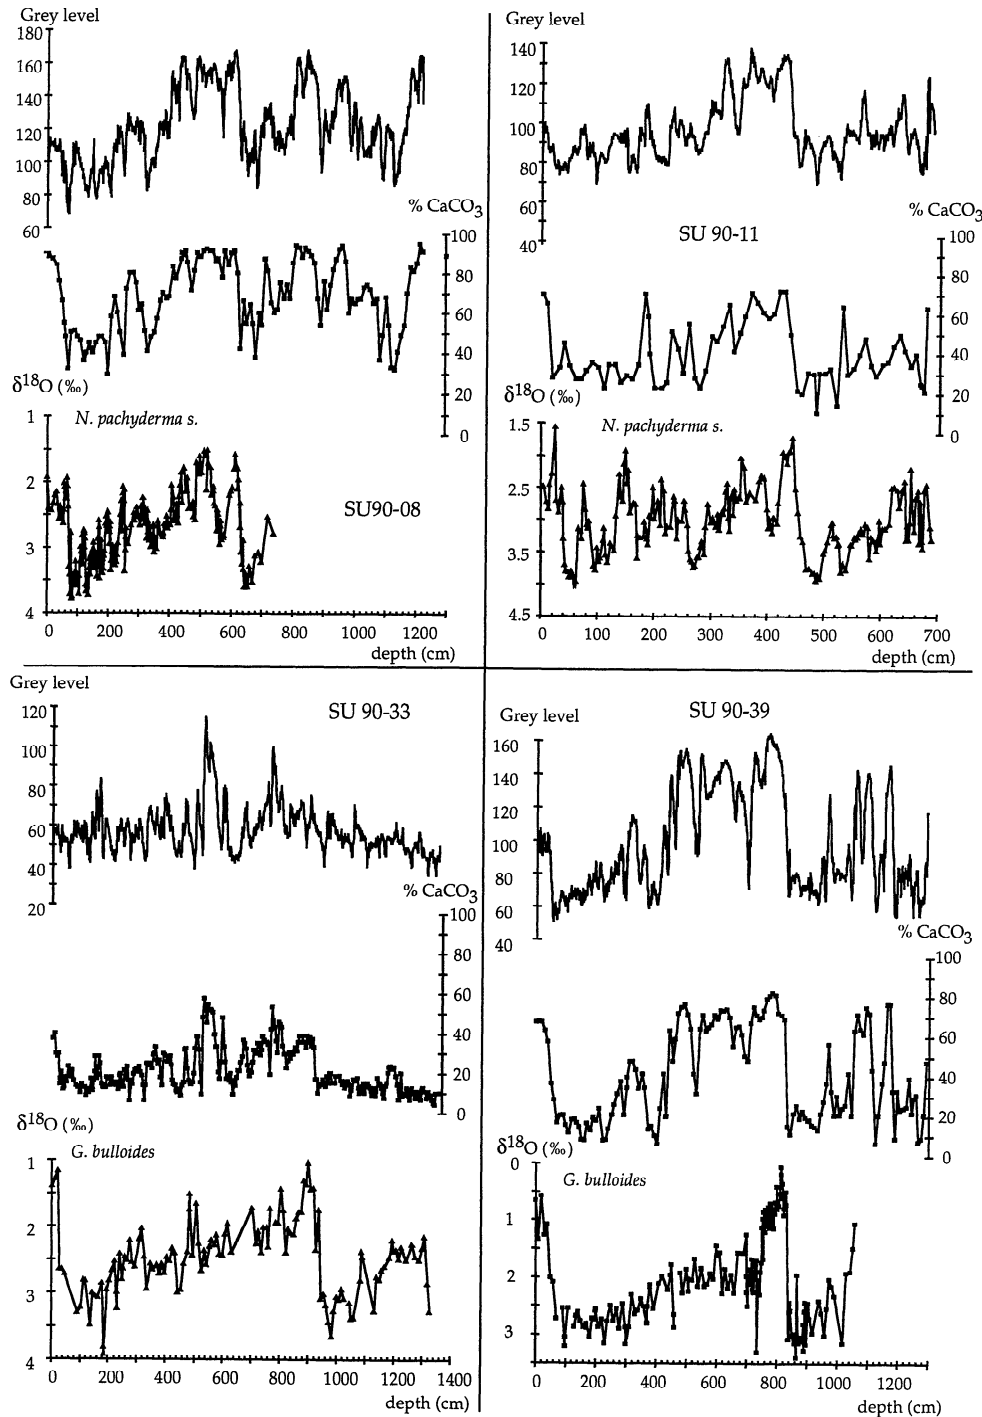 Grey level
180
160
140
120
100
80
60
% CaCO3
100
80
60
40
20
0
δ18O (‰)
N. pachyderma s.
1
2
3
4
SU90-08
0 200 400 600 800 1000 1200
depth (cm)
Grey level
140
120
100
80
60
40
% CaCO3
SU 90-11
100
80
60
40
20
0
δ18O (‰)
N. pachyderma s.
1.5
2.5
3.5
4.5
0 100 200 300 400 500 600 700
depth (cm)
Grey level
SU 90-33
120
100
80
60
40
20
% CaCO3
100
80
60
40
20
0
δ18O (‰)
G. bulloides
1
2
3
4
0 200 400 600 800 1000 1200 1400
depth (cm)
SU 90-39
Grey level
160
140
120
100
80
60
40
% CaCO3
100
80
60
40
20
0
δ18O (‰)
G. bulloides
0
1
2
3
0 200 400 600 800 1000 1200
depth (cm)